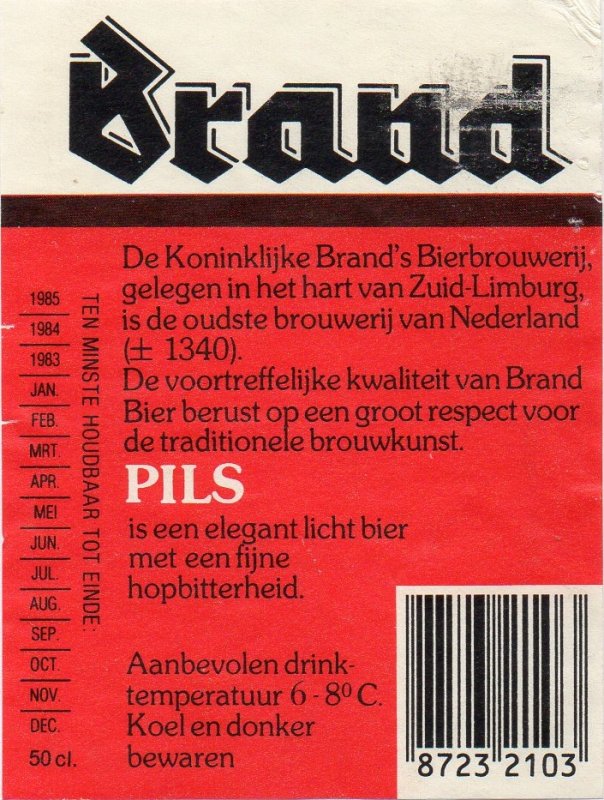 Brand
De Koninklijke Brand's Bierbrouwerij,
gelegen in het hart van Zuid-Limburg,
is de oudste brouwerij van Nederland
(± 1340).
De voortreffelijke kwaliteit van Brand
Bier berust op een groot respect voor
de traditionele brouwkunst.
PILS
is een elegant licht bier
met een fijne
hopbitterheid.
Aanbevolen drink-
temperatuur 6-8º C.
Koel en donker
bewaren
TEN MINSTE HOUDBAAR TOT EINDE:
1985
1984
1983
JAN.
FEB.
MRT.
APR.
MEI
JUN.
JUL.
AUG.
SEP.
OCT.
NOV.
DEC.
50 cl.
8723 2103